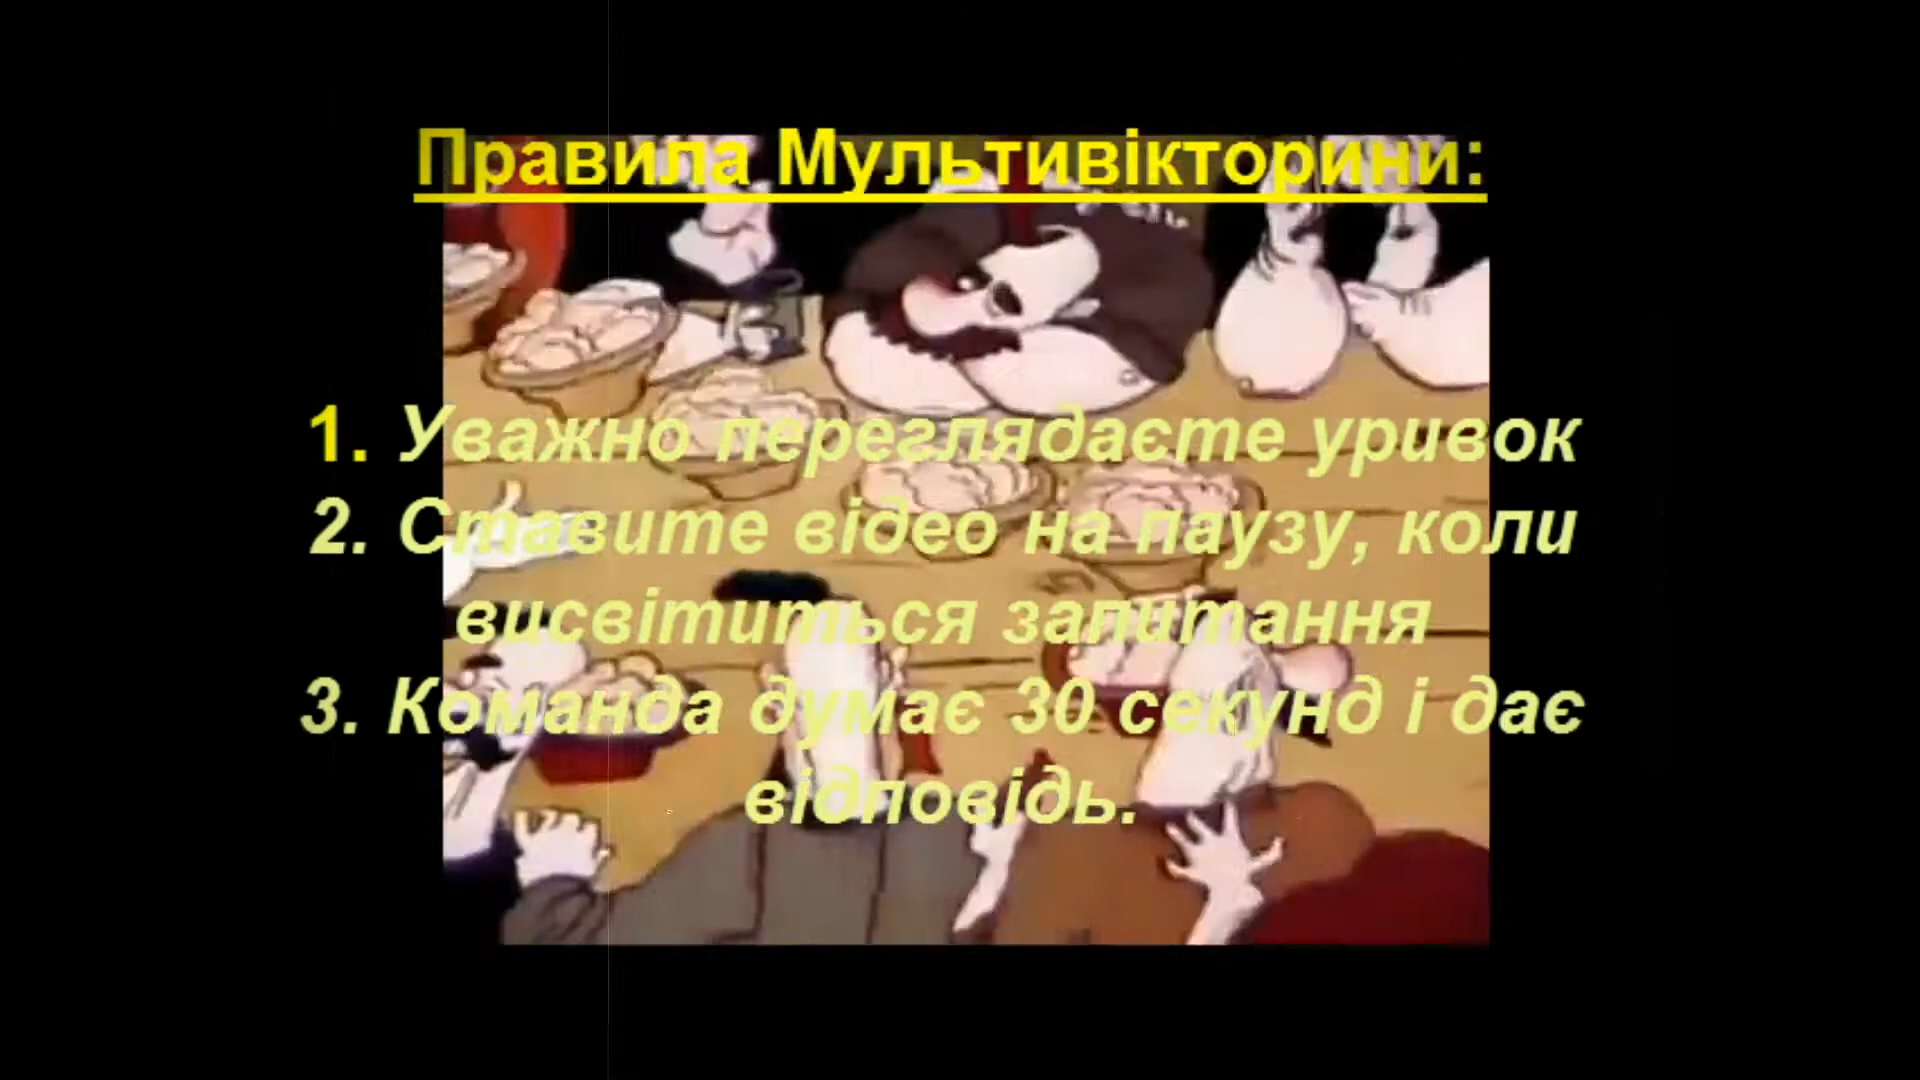 Правила Мультивікторини:
1. Уважно переглядаєте уривок
2. Ставите відео на паузу, коли
висвітиться запитання
3. Команда думає 30 секунд і дає
відповідь.